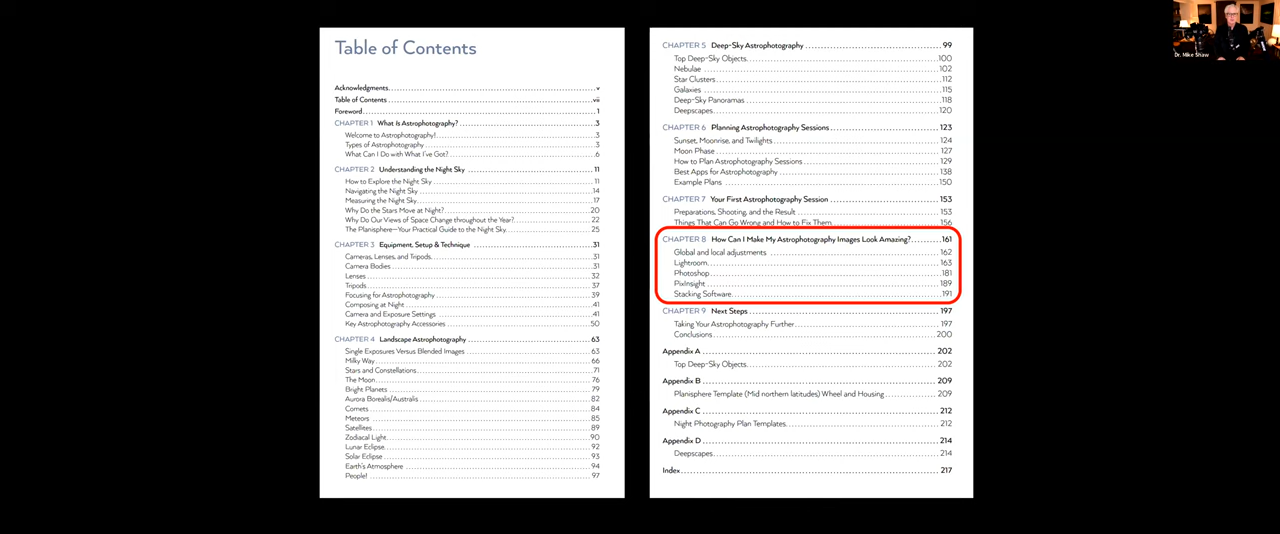 Table of Contents
Acknowledgments v
Table of Contents vii
Foreword 1
CHAPTER 1 What Is Astrophotography? 3
Welcome to Astrophotography! 3
Types of Astrophotography 3
What Can I Do with What I've Got? 6
CHAPTER 2 Understanding the Night Sky 11
How to Explore the Night Sky 11
Navigating the Night Sky 14
Measuring the Night Sky 17
Why Do the Stars Move at Night? 20
Why Do Our Views of Space Change throughout the Year? 22
The Planisphere—Your Practical Guide to the Night Sky 25
CHAPTER 3 Equipment, Setup & Technique 31
Cameras, Lenses, and Tripods 31
Camera Bodies 31
Lenses 32
Tripods 37
Focusing for Astrophotography 39
Composing at Night 41
Camera and Exposure Settings 41
Key Astrophotography Accessories 50
CHAPTER 4 Landscape Astrophotography 63
Single Exposures Versus Blended Images 63
Milky Way 66
Stars and Constellations 71
The Moon 76
Bright Planets 79
Aurora Borealis/Australis 82
Comets 84
Meteors 85
Satellites 89
Zodiacal Light 90
Lunar Eclipse 92
Solar Eclipse 93
Earth's Atmosphere 94
People! 97
CHAPTER 5 Deep-Sky Astrophotography 99
Top Deep-Sky Objects 100
Nebulae 102
Star Clusters 112
Galaxies 115
Deep-Sky Panoramas 118
Deepscapes 120
CHAPTER 6 Planning Astrophotography Sessions 123
Sunset, Moonrise, and Twilights 124
Moon Phase 127
How to Plan Astrophotography Sessions 129
Best Apps for Astrophotography 138
Example Plans 150
CHAPTER 7 Your First Astrophotography Session 153
Preparations, Shooting, and the Result 153
Things That Can Go Wrong and How to Fix Them 156
CHAPTER 8 How Can I Make My Astrophotography Images Look Amazing? 161
Global and local adjustments 162
Lightroom 163
Photoshop 181
PixInsight 189
Stacking Software 191
CHAPTER 9 Next Steps 197
Taking Your Astrophotography Further 197
Conclusions 200
Appendix A 202
Top Deep-Sky Objects 202
Appendix B 209
Planisphere Template (Mid northern latitudes) Wheel and Housing 209
Appendix C 212
Night Photography Plan Templates 212
Appendix D 214
Deepscapes 214
Index 217
Dr. Mike Shaw